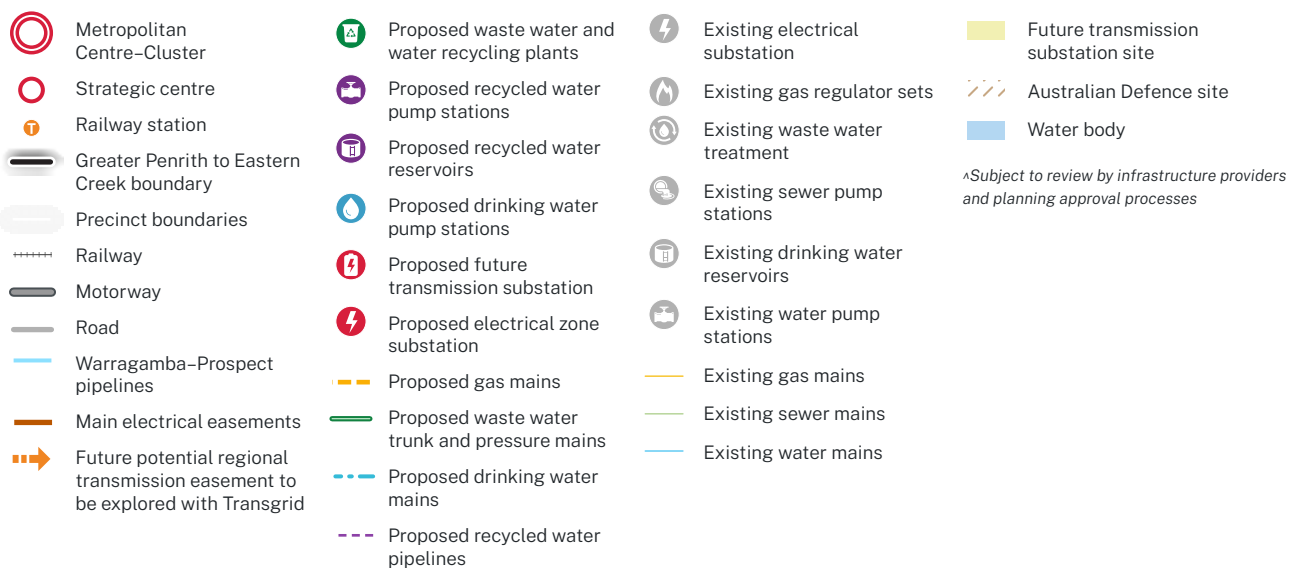 Metropolitan
Centre–Cluster
Strategic centre
T
Railway station
Greater Penrith to Eastern
Creek boundary
Precinct boundaries
Railway
Motorway
Road
Warragamba–Prospect
pipelines
Main electrical easements
Future potential regional
transmission easement to
be explored with Transgrid
Proposed waste water and
water recycling plants
Proposed recycled water
pump stations
Proposed recycled water
reservoirs
Proposed drinking water
pump stations
Proposed future
transmission substation
Proposed electrical zone
substation
Proposed gas mains
Proposed waste water
trunk and pressure mains
Proposed drinking water
mains
Proposed recycled water
pipelines
Existing electrical
substation
Existing gas regulator sets
Existing waste water
treatment
Existing sewer pump
stations
Existing drinking water
reservoirs
Existing water pump
stations
Existing gas mains
Existing sewer mains
Existing water mains
Future transmission
substation site
Australian Defence site
Water body
^Subject to review by infrastructure providers
and planning approval processes